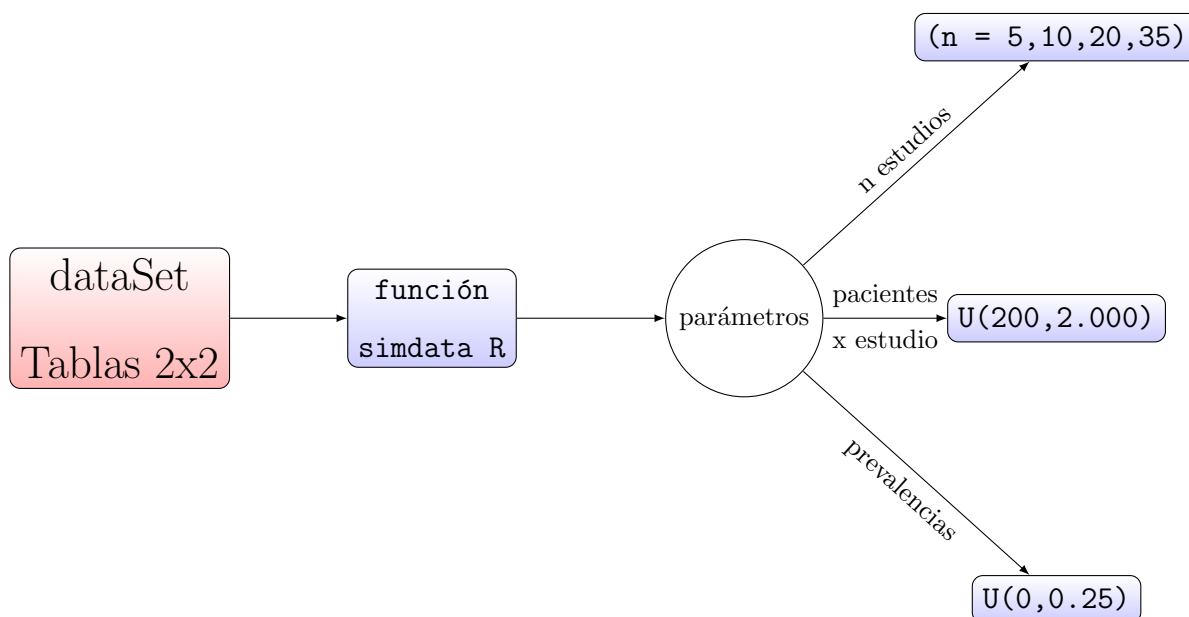 (n = 5,10,20,35)
n estudios
dataSet
Tablas 2x2
función
simdata R
parámetros
pacientes
x estudio
U(200,2.000)
prevalencias
U(0,0.25)